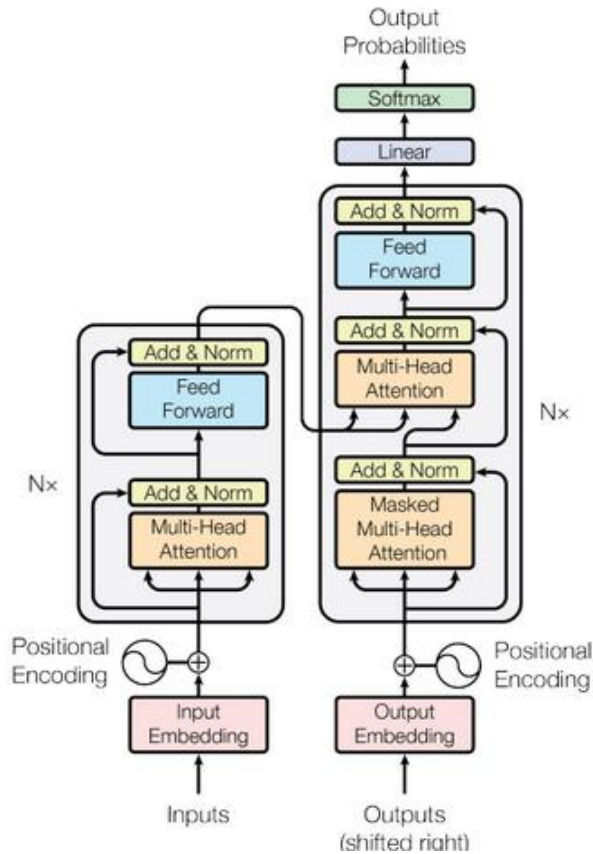 Output
Probabilities
Softmax
Linear
Add & Norm
Feed
Forward
Add & Norm
Multi-Head
Attention
Add & Norm
Masked
Multi-Head
Attention
Nx
Add & Norm
Feed
Forward
Add & Norm
Multi-Head
Attention
Nx
Positional
Encoding
Positional
Encoding
Input
Embedding
Output
Embedding
Inputs
Outputs
(shifted right)